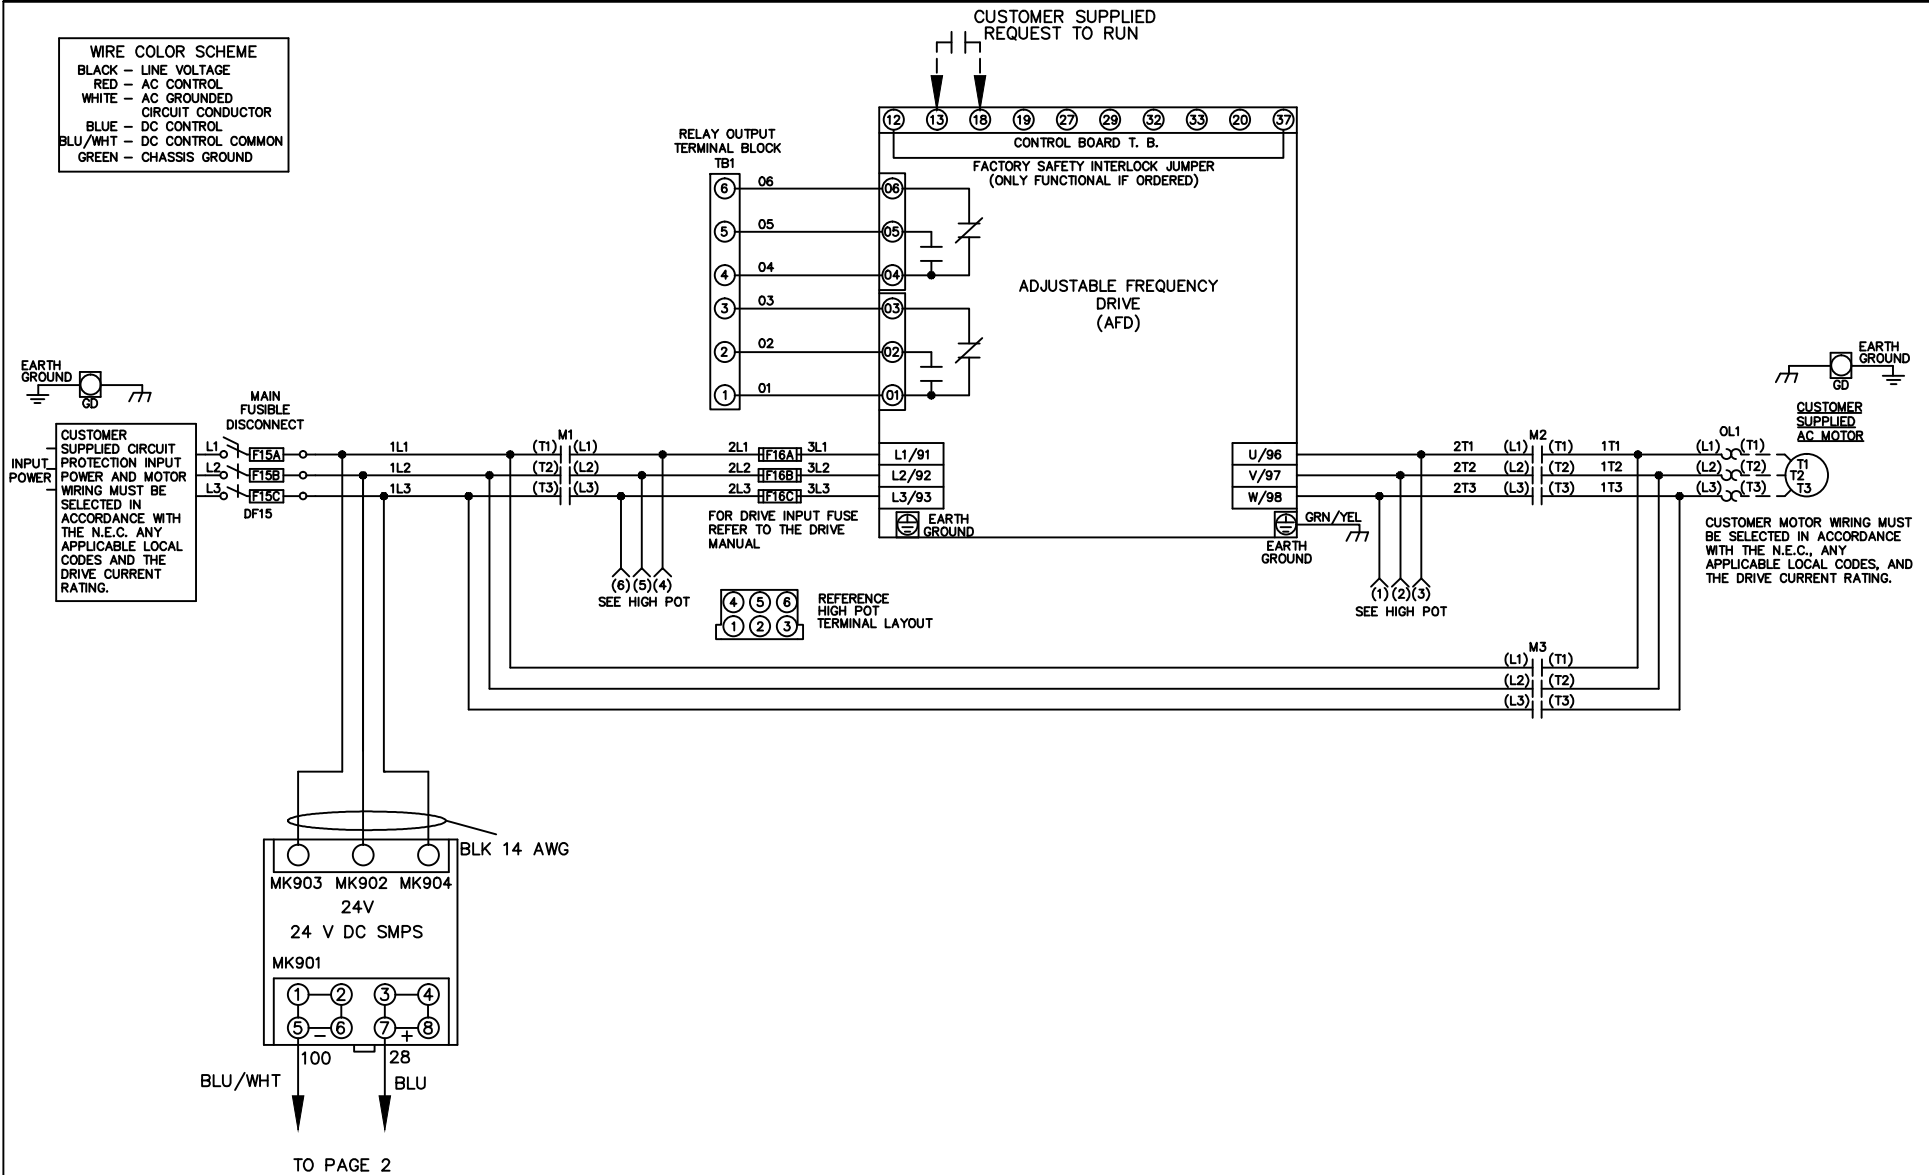 CUSTOMER SUPPLIED
REQUEST TO RUN
WIRE COLOR SCHEME
BLACK – LINE VOLTAGE
RED – AC CONTROL
WHITE – AC GROUNDED
CIRCUIT CONDUCTOR
BLUE – DC CONTROL
BLU/WHT – DC CONTROL COMMON
GREEN – CHASSIS GROUND
12 13 18 19 27 29 32 33 20 37
CONTROL BOARD T. B.
FACTORY SAFETY INTERLOCK JUMPER
(ONLY FUNCTIONAL IF ORDERED)
RELAY OUTPUT
TERMINAL BLOCK
TB1
6 06 06
5 05 05
4 04 04
3 03 03
2 02 02
1 01 01
ADJUSTABLE FREQUENCY
DRIVE
(AFD)
EARTH
GROUND
GD
MAIN
FUSIBLE
DISCONNECT
CUSTOMER
SUPPLIED CIRCUIT
PROTECTION INPUT
POWER AND MOTOR
WIRING MUST BE
SELECTED IN
ACCORDANCE WITH
THE N.E.C. ANY
APPLICABLE LOCAL
CODES AND THE
DRIVE CURRENT
RATING.
INPUT
POWER
L1 F15A 1L1
L2 F15B 1L2
L3 F15C 1L3
DF15
M1
(T1) (L1)
(T2) (L2)
(T3) (L3)
2L1 F16A 3L1
2L2 F16B 3L2
2L3 F16C 3L3
FOR DRIVE INPUT FUSE
REFER TO THE DRIVE
MANUAL
L1/91
L2/92
L3/93
EARTH
GROUND
U/96
V/97
W/98
GRN/YEL
EARTH
GROUND
(6)(5)(4)
SEE HIGH POT
4 5 6
1 2 3
REFERENCE
HIGH POT
TERMINAL LAYOUT
(1)(2)(3)
SEE HIGH POT
M2
2T1 (L1) (T1) 1T1
2T2 (L2) (T2) 1T2
2T3 (L3) (T3) 1T3
OL1
(L1) (T1)
(L2) (T2)
(L3) (T3)
EARTH
GROUND
GD
CUSTOMER
SUPPLIED
AC MOTOR
T1
T2
T3
CUSTOMER MOTOR WIRING MUST
BE SELECTED IN ACCORDANCE
WITH THE N.E.C., ANY
APPLICABLE LOCAL CODES, AND
THE DRIVE CURRENT RATING.
M3
(L1) (T1)
(L2) (T2)
(L3) (T3)
BLK 14 AWG
MK903 MK902 MK904
24V
24 V DC SMPS
MK901
1 2 3 4
5 – 6 7 + 8
100 28
BLU/WHT BLU
TO PAGE 2